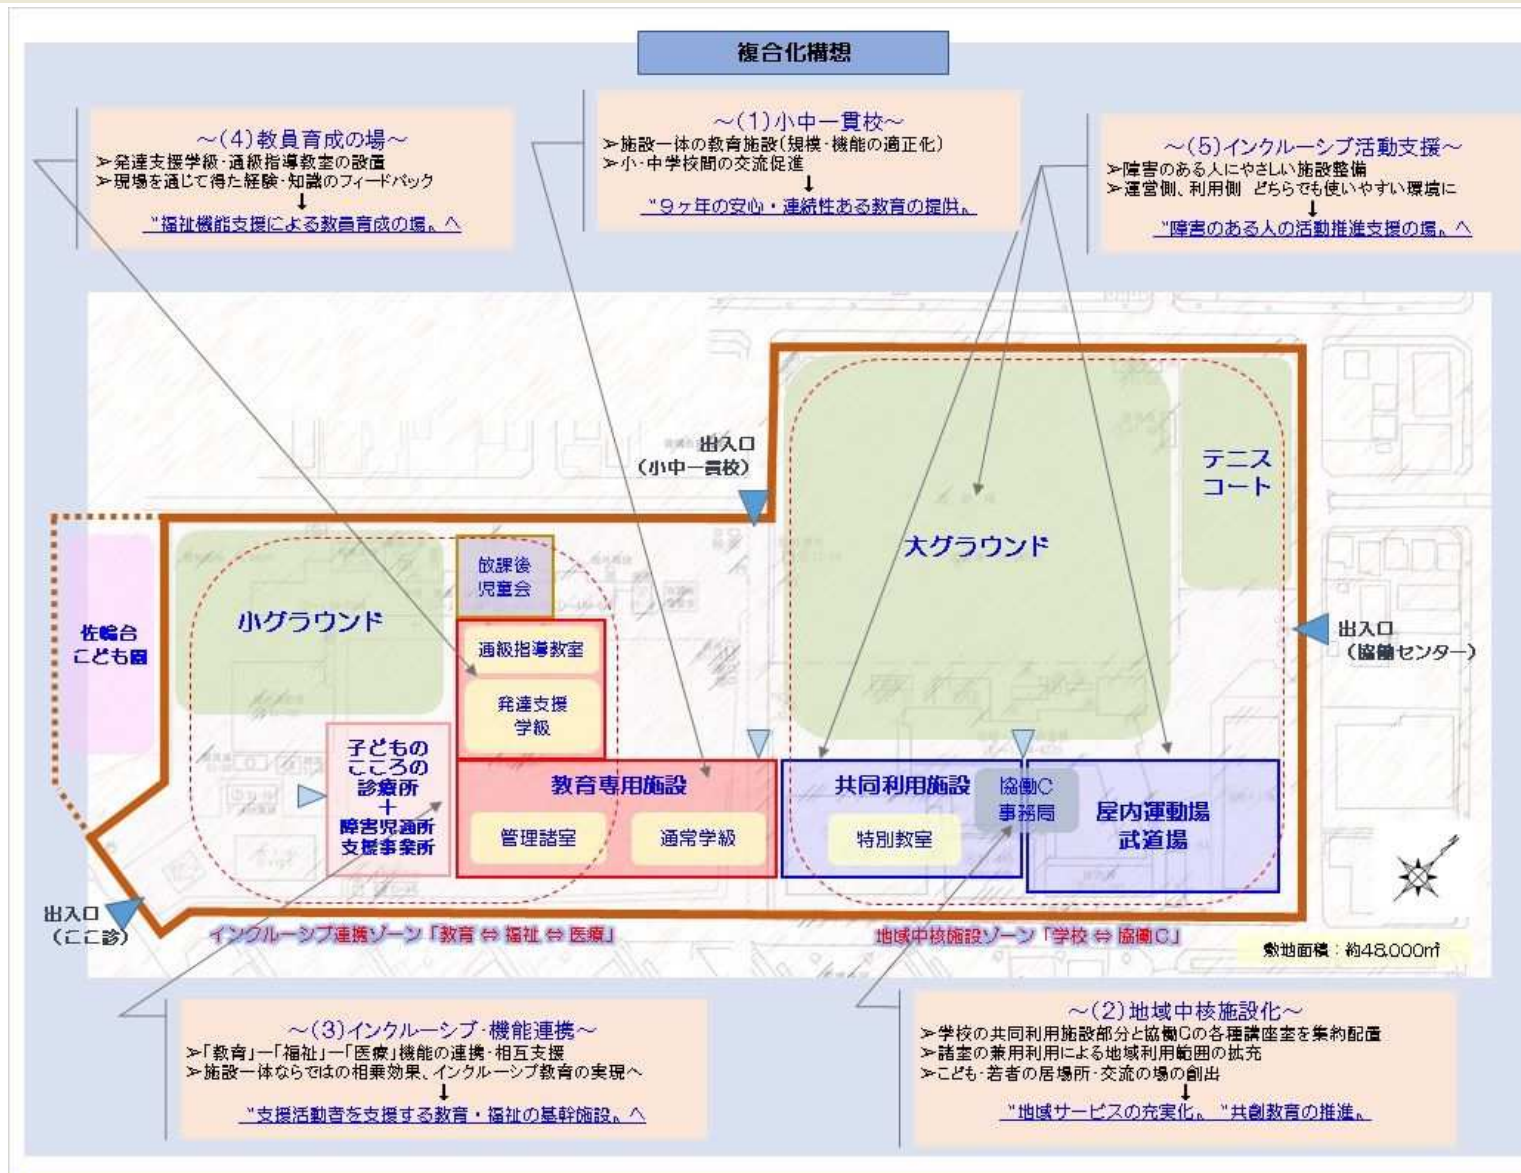 複合化構想
～(4)教員育成の場～
➢発達支援学級・通級指導教室の設置
➢現場を通じて得た経験・知識のフィードバック
↓
“福祉機能支援による教員育成の場„へ
～(1)小中一貫校～
➢施設一体の教育施設(規模・機能の適正化)
➢小・中学校間の交流促進
↓
“9ヶ年の安心・連続性ある教育の提供„
～(5)インクルーシブ活動支援～
➢障害のある人にやさしい施設整備
➢運営側、利用側 どちらでも使いやすい環境に
↓
“障害のある人の活動推進支援の場„へ
出入口
(小中一貫校)
テニス
コート
大グラウンド
放課後
児童会
小グラウンド
佐鳴台
こども園
通級指導教室
発達支援
学級
出入口
(協働センター)
子どもの
こころの
診療所
＋
障害児通所
支援事業所
教育専用施設
管理諸室
通常学級
共同利用施設
特別教室
協働C
事務局
屋内運動場
武道場
出入口
(ここ診)
インクルーシブ連携ゾーン「教育⇔福祉⇔医療」
地域中核施設ゾーン「学校⇔協働C」
敷地面積：約48,000㎡
～(3)インクルーシブ・機能連携～
➢「教育」―「福祉」―「医療」機能の連携・相互支援
➢施設一体ならではの相乗効果、インクルーシブ教育の実現へ
↓
“支援活動者を支援する教育・福祉の基幹施設„へ
～(2)地域中核施設化～
➢学校の共同利用施設部分と協働Cの各種講座室を集約配置
➢諸室の兼用利用による地域利用範囲の拡充
➢こども・若者の居場所・交流の場の創出
↓
“地域サービスの充実化„ “共創教育の推進„